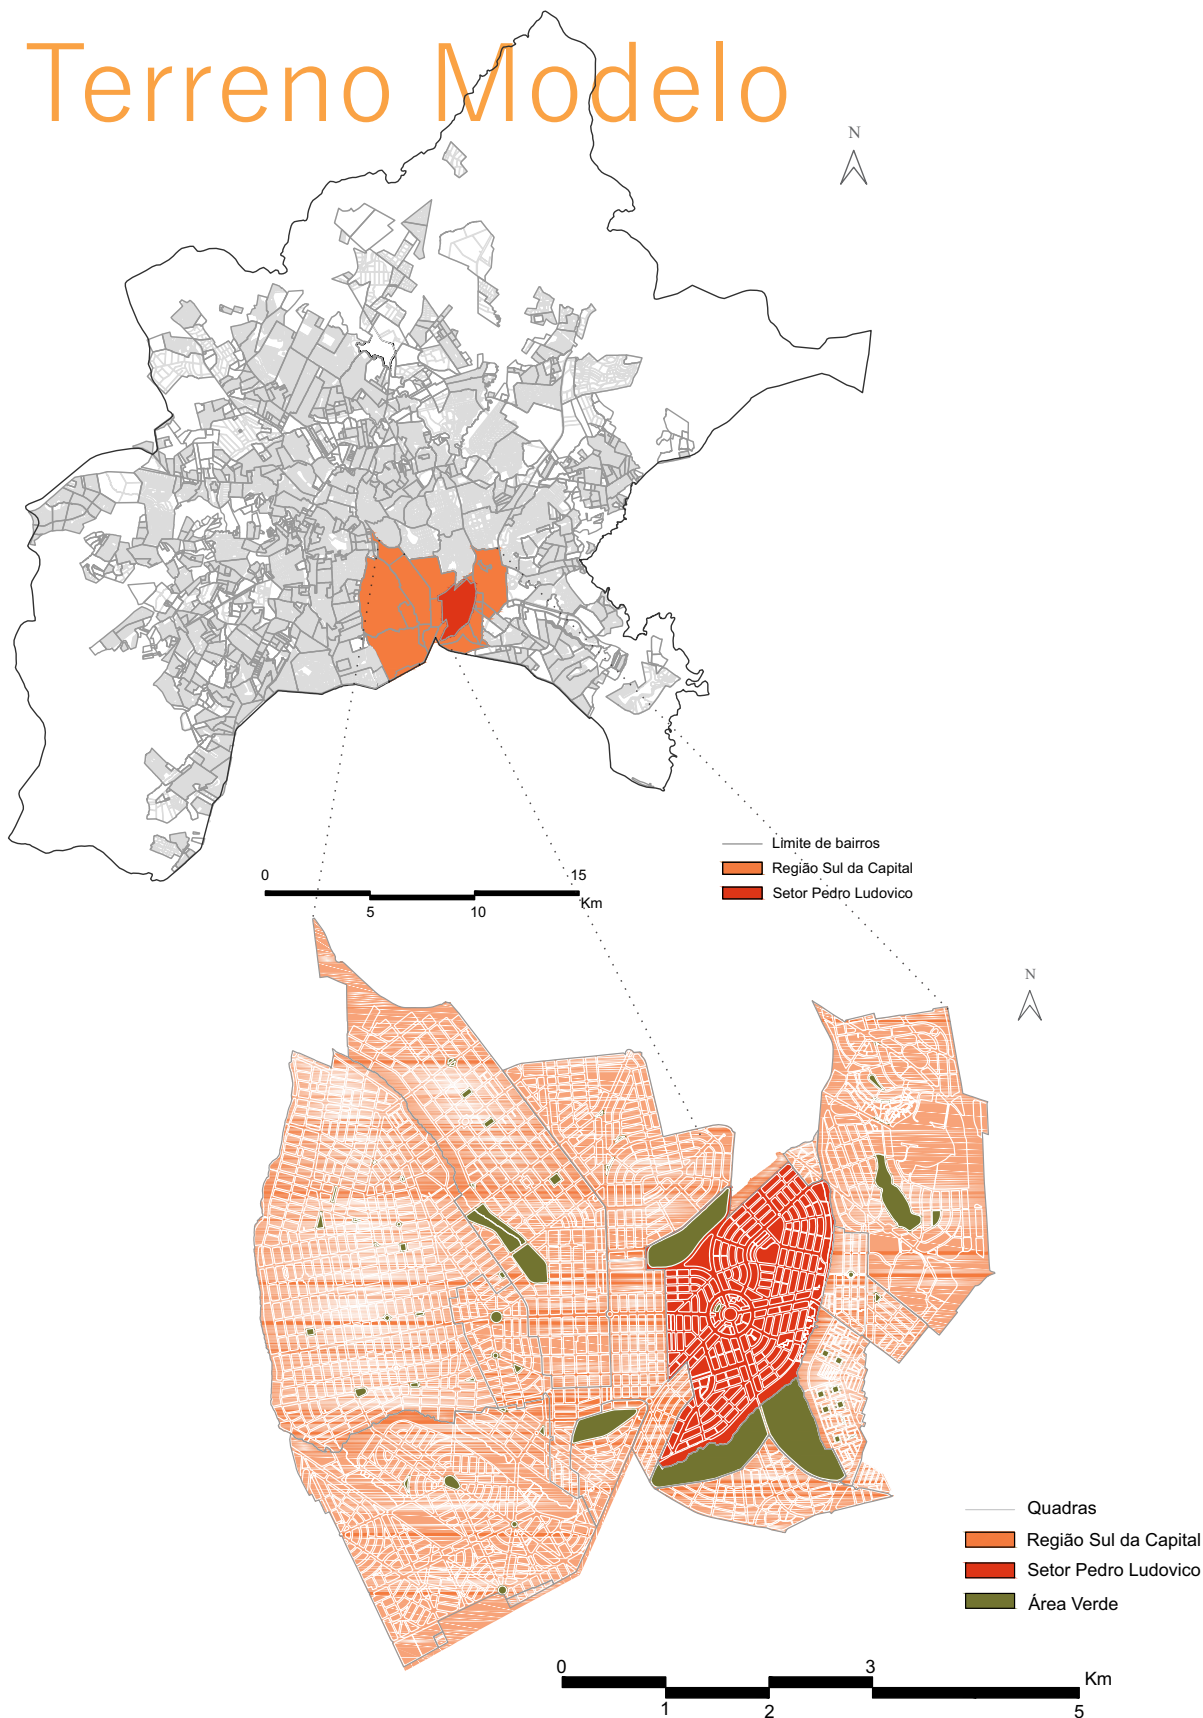 Terreno Modelo
N
Limite de bairros
Região Sul da Capital
Setor Pedro Ludovico
0 15
5 10 Km
N
Quadras
Região Sul da Capital
Setor Pedro Ludovico
Área Verde
0 3
Km
1 2 5